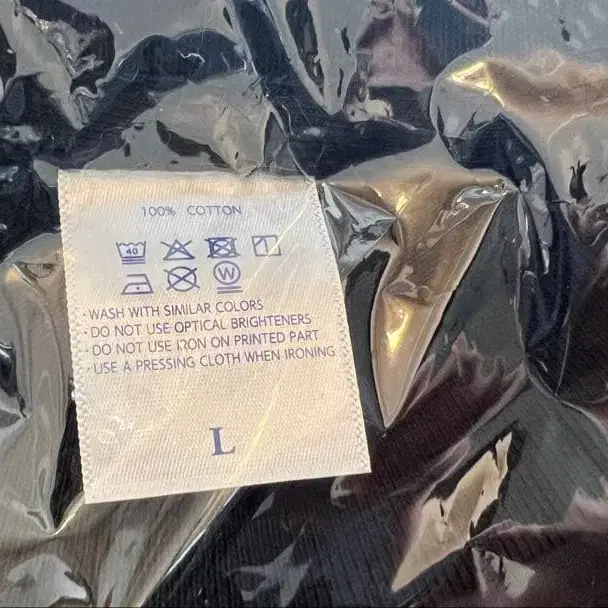 100% COTTON
40
W
· WASH WITH SIMILAR COLORS
· DO NOT USE OPTICAL BRIGHTENERS
· DO NOT USE IRON ON PRINTED PART
· USE A PRESSING CLOTH WHEN IRONING
L